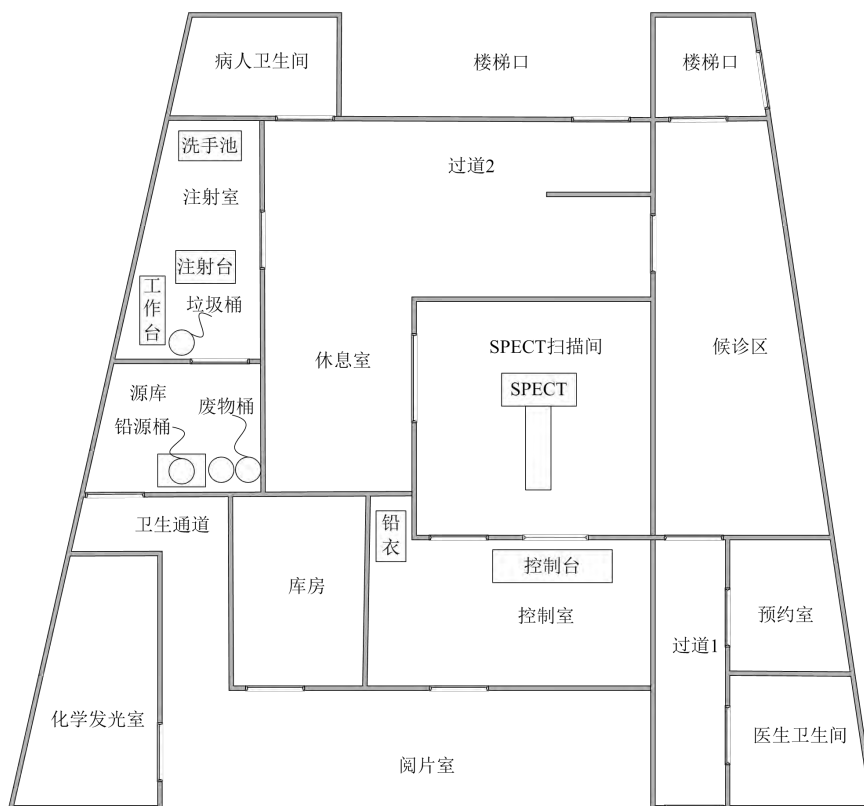 病人卫生间
楼梯口
楼梯口
洗手池
过道2
注射室
注射台
工作台
垃圾桶
SPECT扫描间
候诊区
休息室
SPECT
源库
废物桶
铅源桶
卫生通道
铅衣
控制台
库房
控制室
预约室
过道1
化学发光室
医生卫生间
阅片室